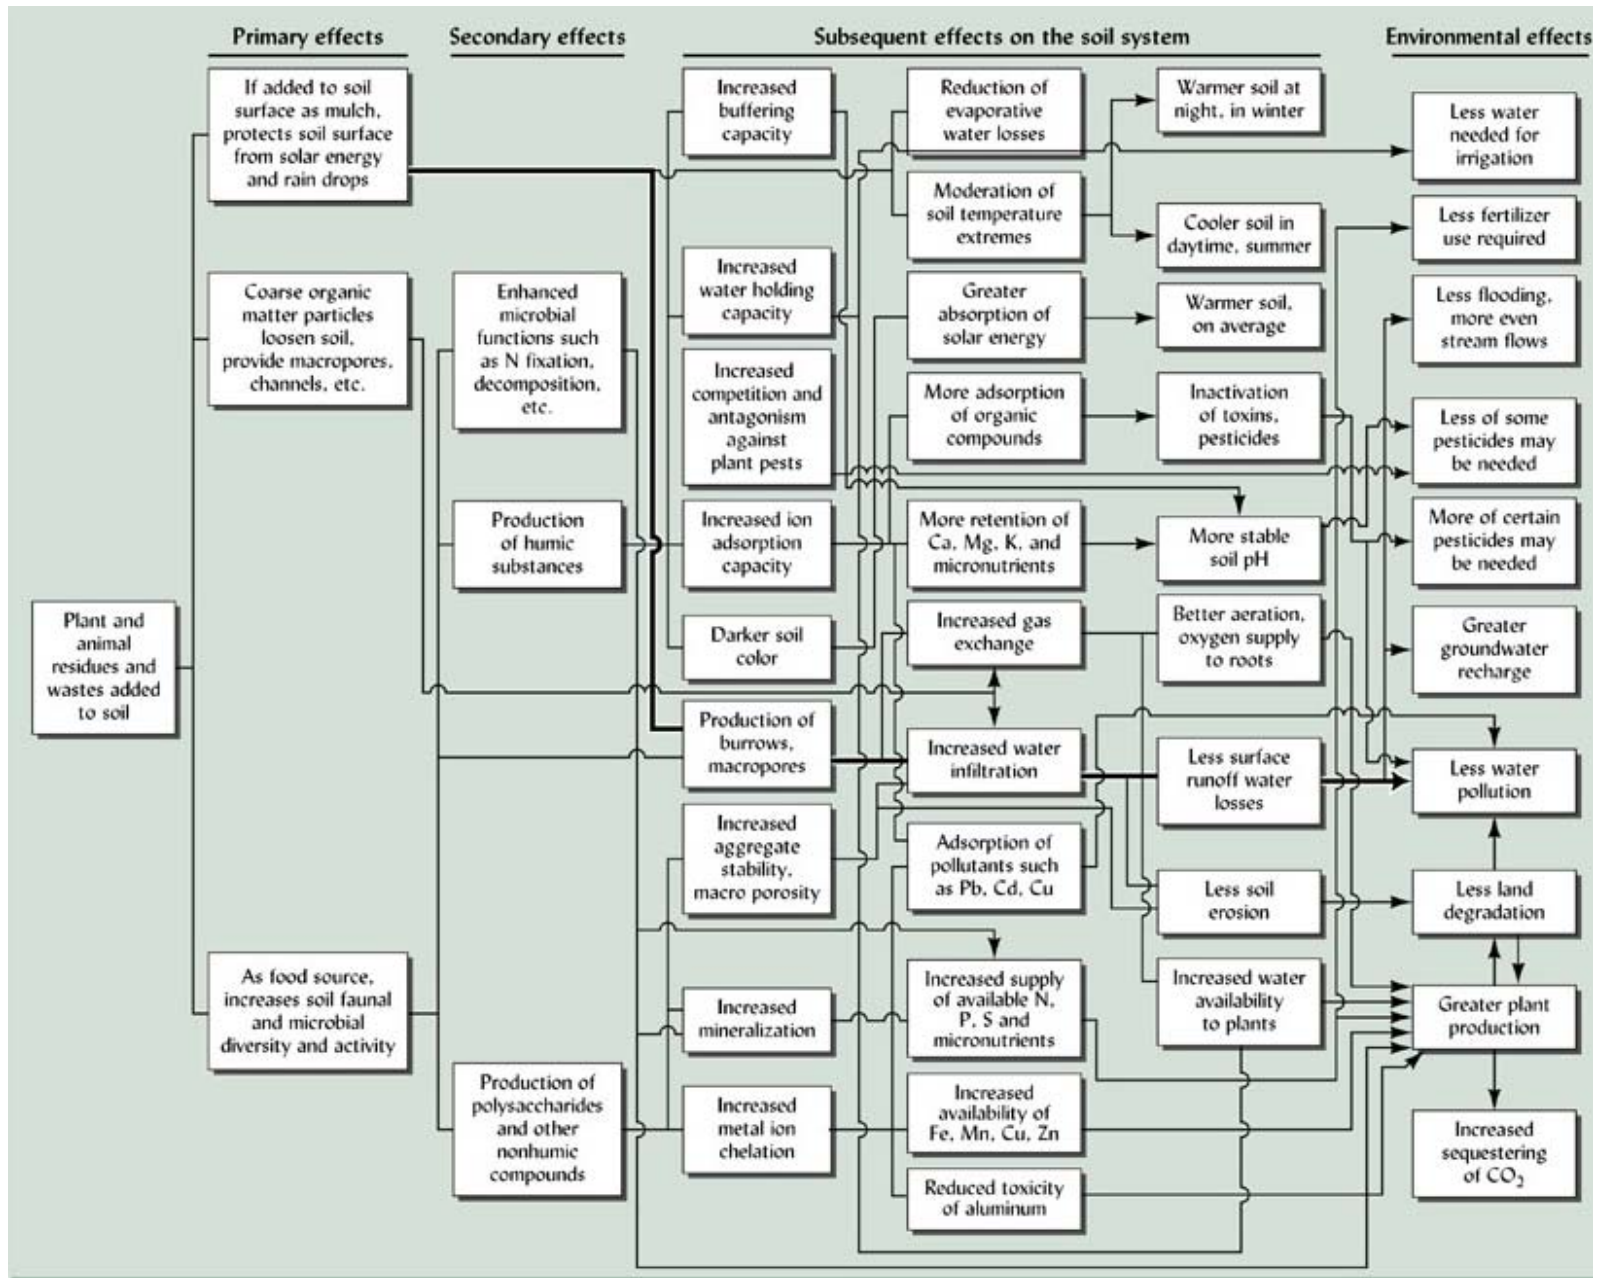 Primary effects
Secondary effects
Subsequent effects on the soil system
Environmental effects
Plant and
animal
residues and
wastes added
to soil
If added to soil
surface as mulch,
protects soil surface
from solar energy
and rain drops
Coarse organic
matter particles
loosen soil,
provide macropores,
channels, etc.
As food source,
increases soil faunal
and microbial
diversity and activity
Enhanced
microbial
functions such
as N fixation,
decomposition,
etc.
Production
of humic
substances
Production of
polysaccharides
and other
nonhumic
compounds
Increased
buffering
capacity
Increased
water holding
capacity
Increased
competition and
antagonism
against
plant pests
Increased ion
adsorption
capacity
Darker soil
color
Production of
burrows,
macropores
Increased
aggregate
stability,
macro porosity
Increased
mineralization
Increased
metal ion
chelation
Reduction of
evaporative
water losses
Moderation of
soil temperature
extremes
Greater
absorption of
solar energy
More adsorption
of organic
compounds
More retention of
Ca, Mg, K, and
micronutrients
Increased gas
exchange
Increased water
infiltration
Adsorption of
pollutants such
as Pb, Cd, Cu
Increased supply
of available N,
P, S and
micronutrients
Increased
availability of
Fe, Mn, Cu, Zn
Reduced toxicity
of aluminum
Warmer soil at
night, in winter
Cooler soil in
daytime, summer
Warmer soil,
on average
Inactivation
of toxins,
pesticides
More stable
soil pH
Better aeration,
oxygen supply
to roots
Less surface
runoff water
losses
Less soil
erosion
Increased water
availability
to plants
Less water
needed for
irrigation
Less fertilizer
use required
Less flooding,
more even
stream flows
Less of some
pesticides may
be needed
More of certain
pesticides may
be needed
Greater
groundwater
recharge
Less water
pollution
Less land
degradation
Greater plant
production
Increased
sequestering
of CO₂